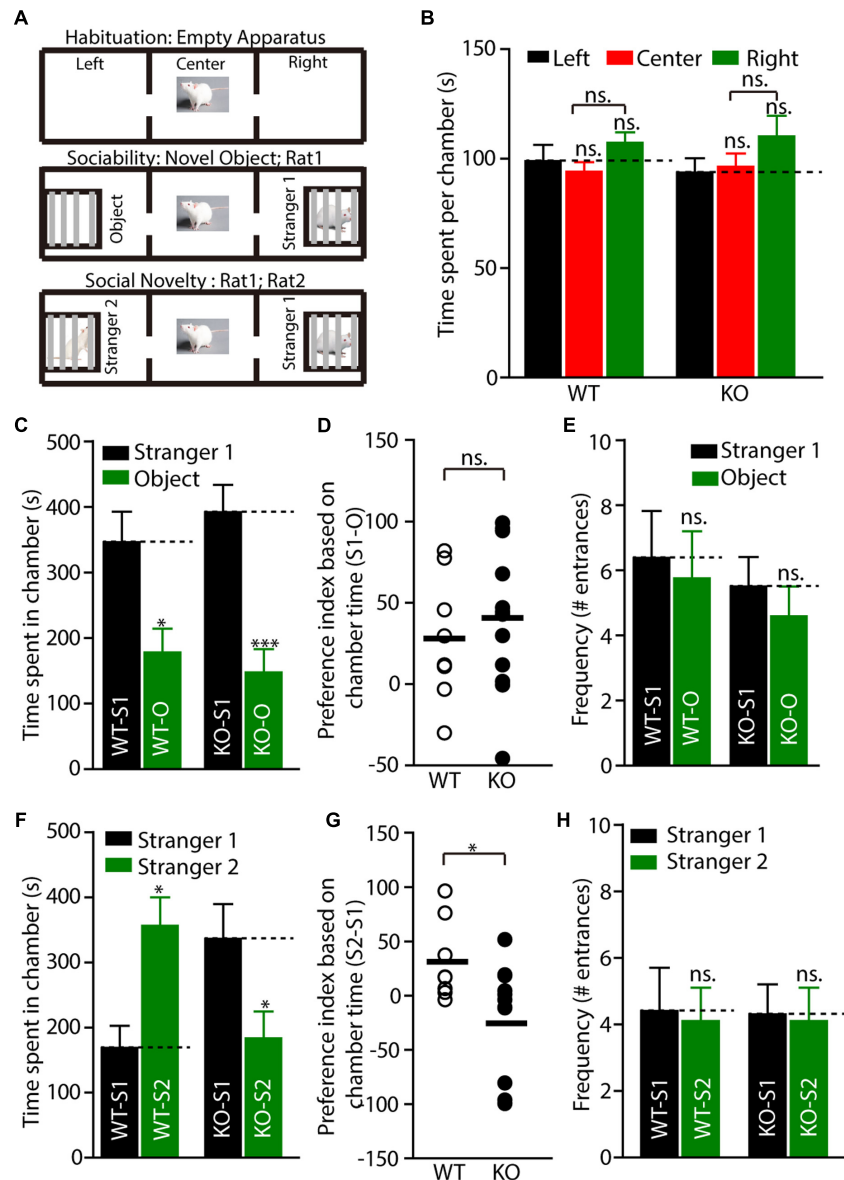 A
Habituation: Empty Apparatus
Left Center Right
Sociability: Novel Object; Rat1
Object
Stranger 1
Social Novelty : Rat1; Rat2
Stranger 2
Stranger 1
B
Time spent per chamber (s)
150
100
50
0
Left Center Right
ns.
ns.
ns.
ns.
ns.
ns.
WT KO
C
Time spent in chamber (s)
500
400
300
200
100
0
Stranger 1
Object
*
***
WT-S1
WT-O
KO-S1
KO-O
D
Preference index based on
chamber time (S1-O)
150
100
50
0
-50
ns.
WT KO
E
Frequency (# entrances)
10
8
6
4
2
0
Stranger 1
Object
ns.
ns.
WT-S1
WT-O
KO-S1
KO-O
F
Time spent in chamber (s)
500
400
300
200
100
0
Stranger 1
Stranger 2
*
*
WT-S1
WT-S2
KO-S1
KO-S2
G
Preference index based on
chamber time (S2-S1)
150
100
50
0
-50
-100
-150
*
WT KO
H
Frequency (# entrances)
10
8
6
4
2
0
Stranger 1
Stranger 2
ns.
ns.
WT-S1
WT-S2
KO-S1
KO-S2